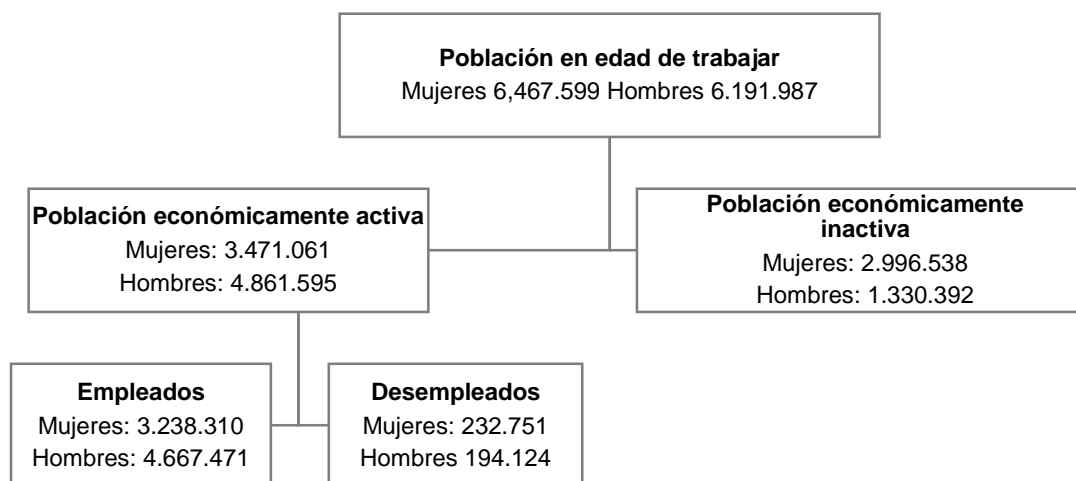 Población en edad de trabajar
Mujeres 6,467.599 Hombres 6.191.987
Población económicamente activa
Mujeres: 3.471.061
Hombres: 4.861.595
Población económicamente
inactiva
Mujeres: 2.996.538
Hombres: 1.330.392
Empleados
Mujeres: 3.238.310
Hombres: 4.667.471
Desempleados
Mujeres: 232.751
Hombres 194.124